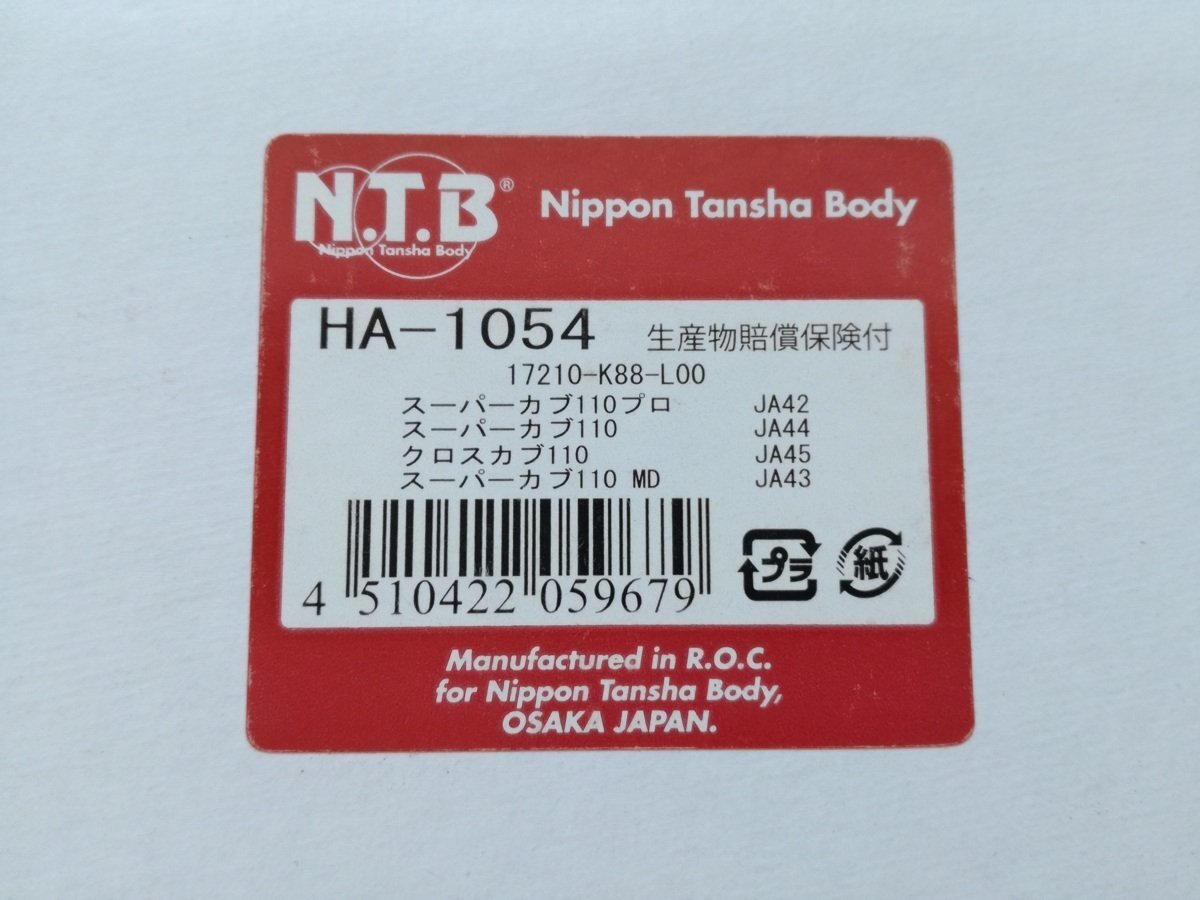 N.T.B®
Nippon Tansha Body
Nippon Tansha Body
HA-1054 生産物賠償保険付
17210-K88-L00
スーパーカブ110プロ JA42
スーパーカブ110 JA44
クロスカブ110 JA45
スーパーカブ110 MD JA43
4 510422 059679
プラ
紙
Manufactured in R.O.C.
for Nippon Tansha Body,
OSAKA JAPAN.